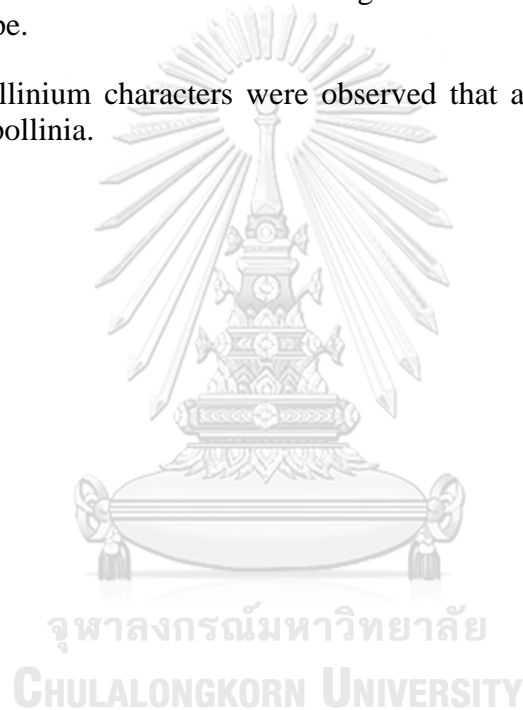 be.
llinium characters were observed that a
pollinia.
จุฬาลงกรณ์มหาวิทยาลัย
CHULALONGKORN UNIVERSITY